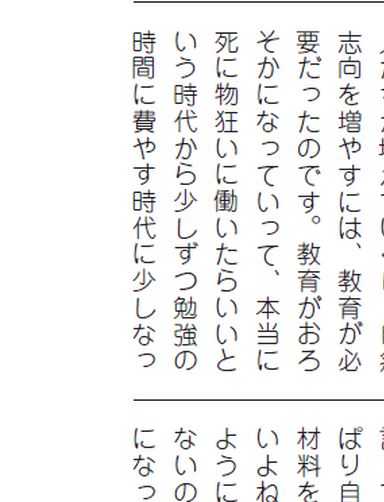 志向を増やすには、教育が必
要だったのです。教育がおろ
そかになっていって、本当に
死に物狂いに働いたらいいと
いう時代から少しずつ勉強の
時間に費やす時代に少しなっ
ぱり自
材料を
いよね
ように
ないの
になっ